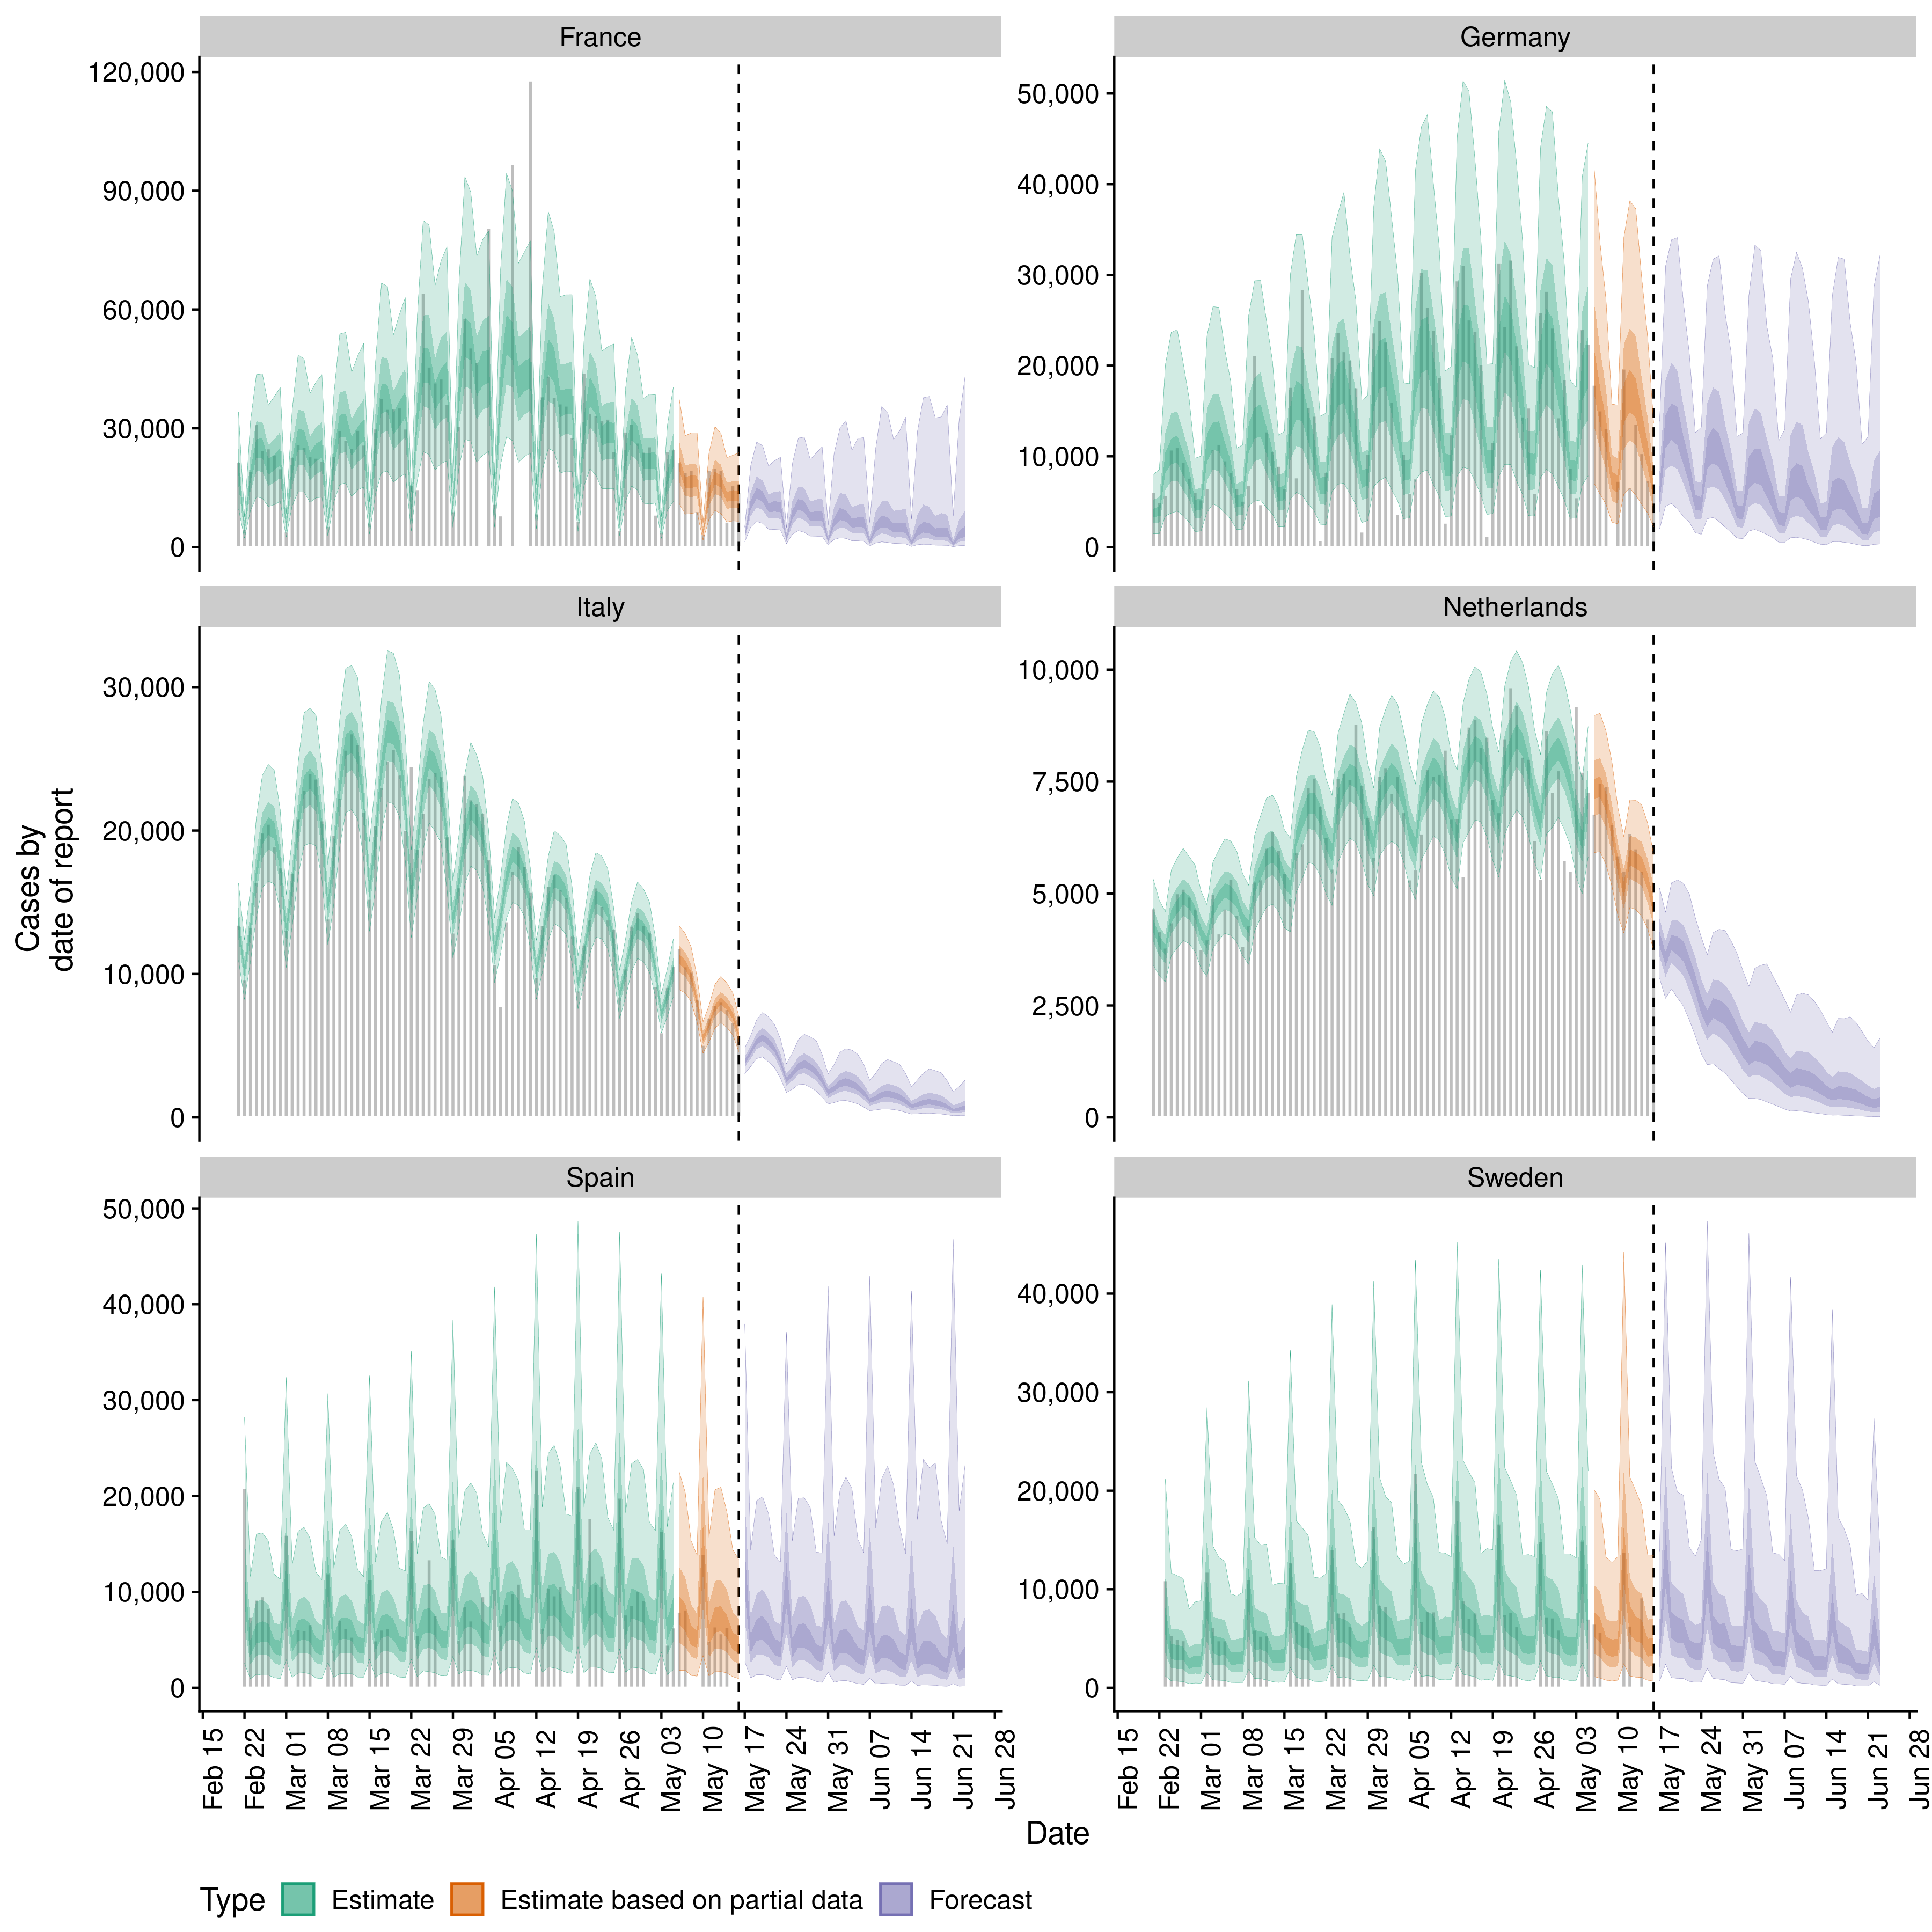 France
Germany
120,000
90,000
60,000
30,000
0
50,000
40,000
30,000
20,000
10,000
0
Italy
Netherlands
30,000
20,000
10,000
0
10,000
7,500
5,000
2,500
0
Cases by
date of report
Spain
Sweden
50,000
40,000
30,000
20,000
10,000
0
40,000
30,000
20,000
10,000
0
Feb 15
Feb 22
Mar 01
Mar 08
Mar 15
Mar 22
Mar 29
Apr 05
Apr 12
Apr 19
Apr 26
May 03
May 10
May 17
May 24
May 31
Jun 07
Jun 14
Jun 21
Jun 28
Feb 15
Feb 22
Mar 01
Mar 08
Mar 15
Mar 22
Mar 29
Apr 05
Apr 12
Apr 19
Apr 26
May 03
May 10
May 17
May 24
May 31
Jun 07
Jun 14
Jun 21
Jun 28
Date
Type Estimate Estimate based on partial data Forecast